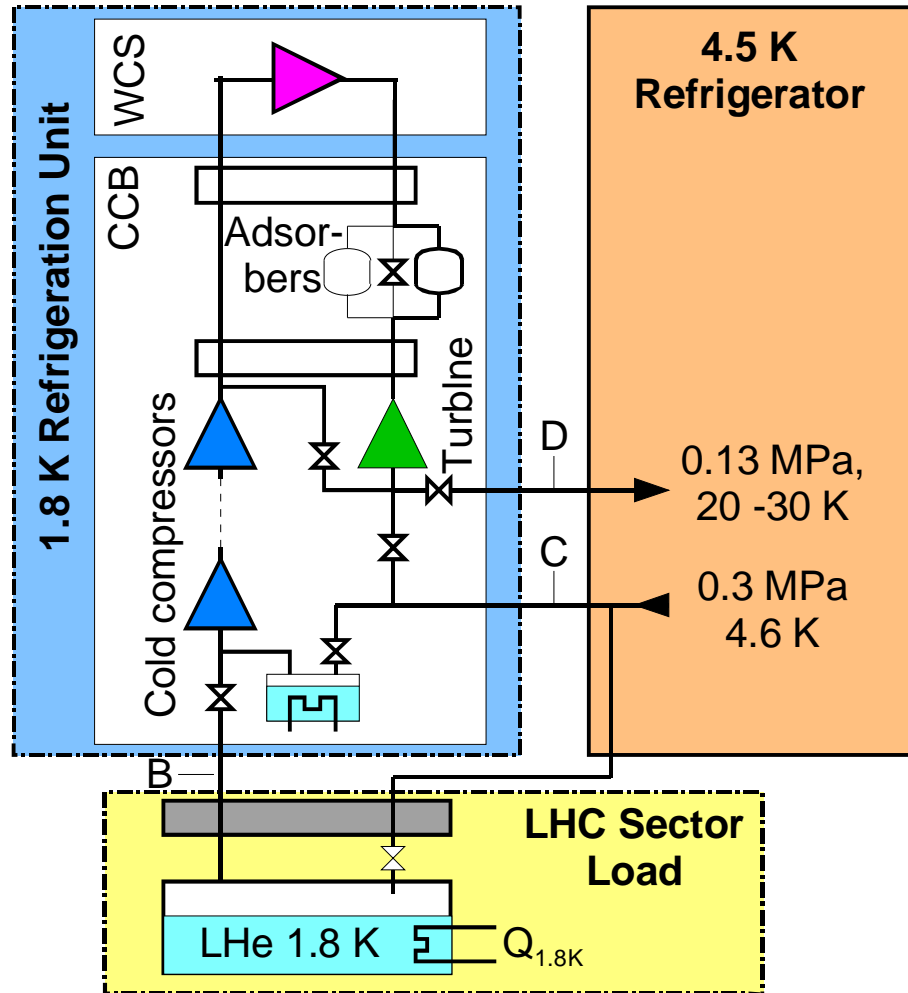 1.8 K Refrigeration Unit
WCS
CCB
Adsor-
bers
Cold compressors
TurbIne
4.5 K
Refrigerator
D
0.13 MPa,
20 -30 K
C
0.3 MPa
4.6 K
B
LHC Sector
Load
LHe 1.8 K
Q1.8K